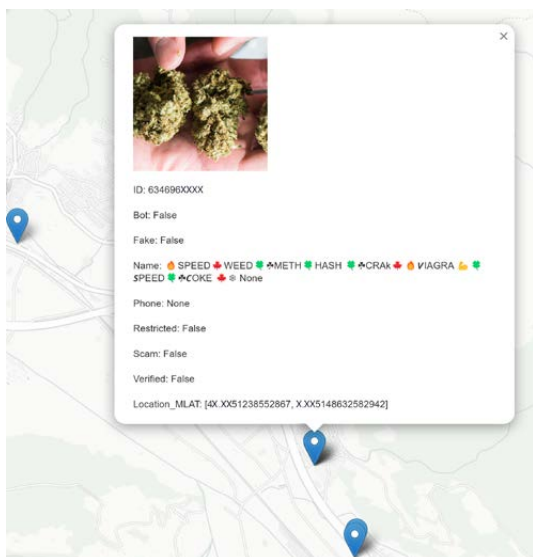 ×
ID: 634696XXXX
Bot: False
Fake: False
Name: 🔥 SPEED 🍁 WEED 🍀 ☘METH 🍀 HASH 🍀 ☘CRAk 🍁 🔥 𝙑IAGRA 💪 🍀
𝙎PEED 🍀 ☘𝘾OKE 🍁 ❄ None
Phone: None
Restricted: False
Scam: False
Verified: False
Location_MLAT: [4X.XX51238552867, X.XX5148632582942]